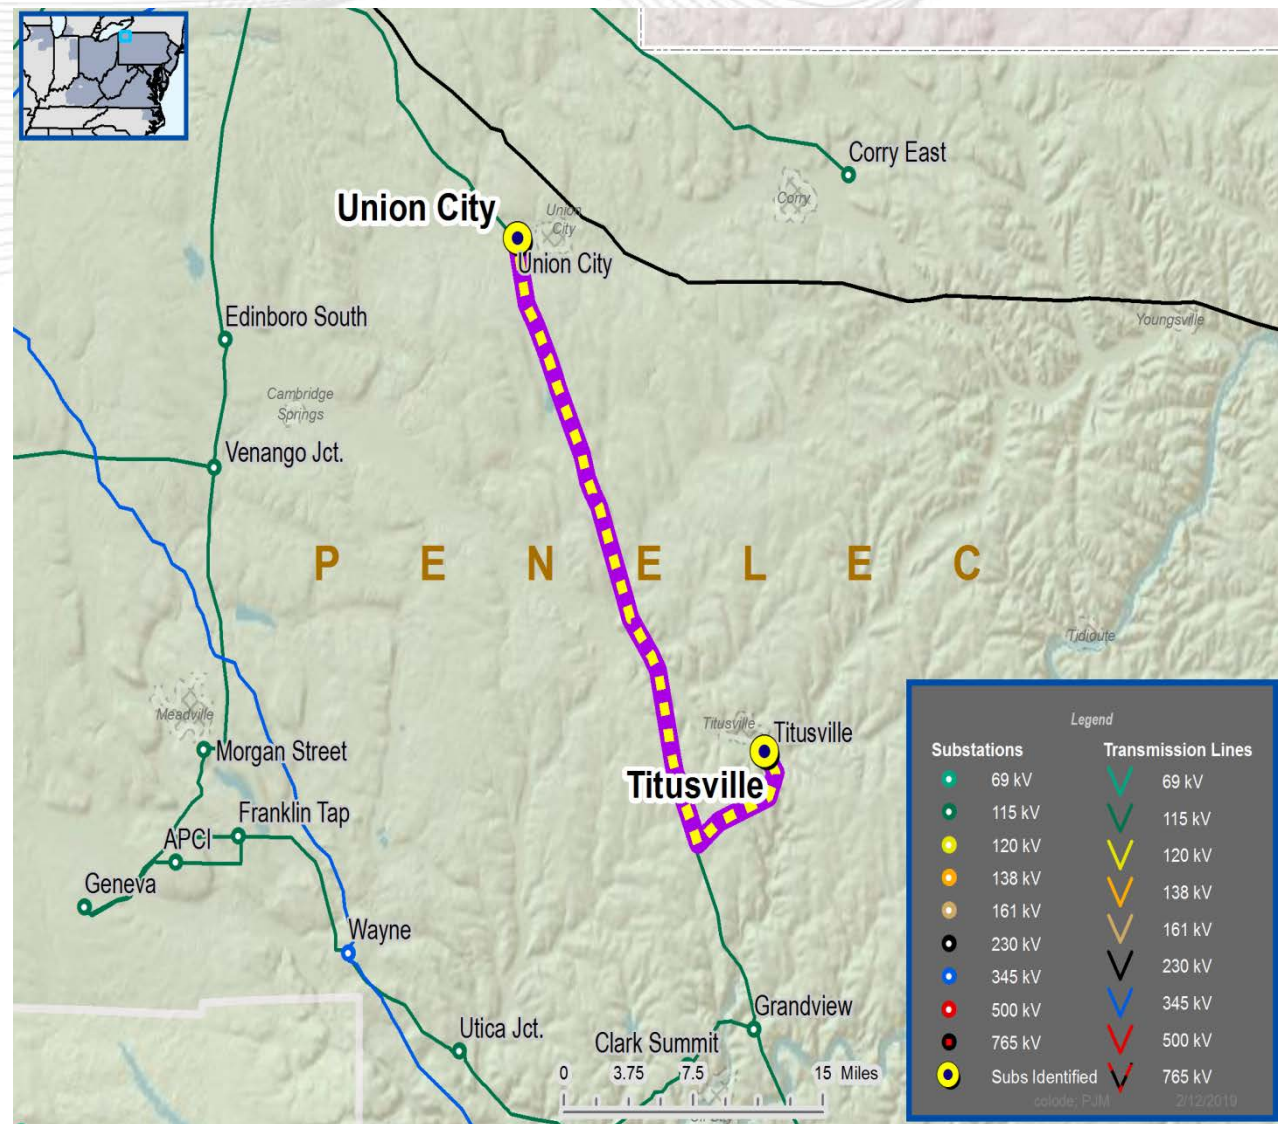 Corry East
Corry
Union City
Union
City
Union City
Edinboro South
Youngsville
Cambridge
Springs
Venango Jct.
P E N E L E C
Tidioute
Meadville
Titusville
Titusville
Morgan Street
Titusville
Franklin Tap
APCI
Geneva
Wayne
Grandview
Utica Jct.
Clark Summit
0 3.75 7.5 15 Miles
Legend
Substations Transmission Lines
69 kV 69 kV
115 kV 115 kV
120 kV 120 kV
138 kV 138 kV
161 kV 161 kV
230 kV 230 kV
345 kV 345 kV
500 kV 500 kV
765 kV 765 kV
Subs Identified
PJM 2/12/2019